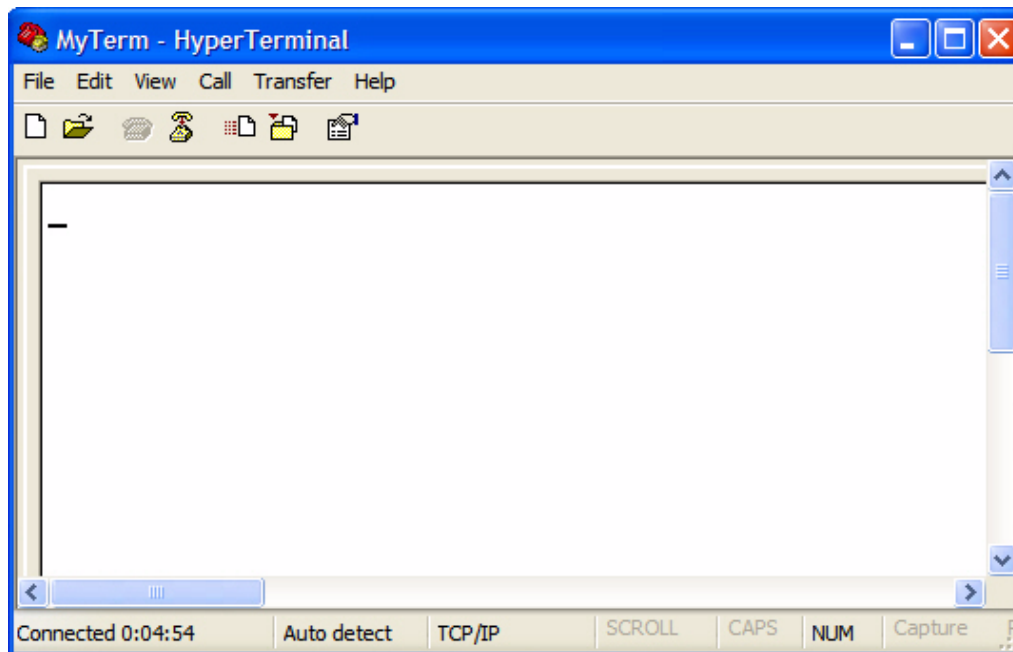 MyTerm - HyperTerminal
File Edit View Call Transfer Help
Connected 0:04:54 Auto detect TCP/IP SCROLL CAPS NUM Capture